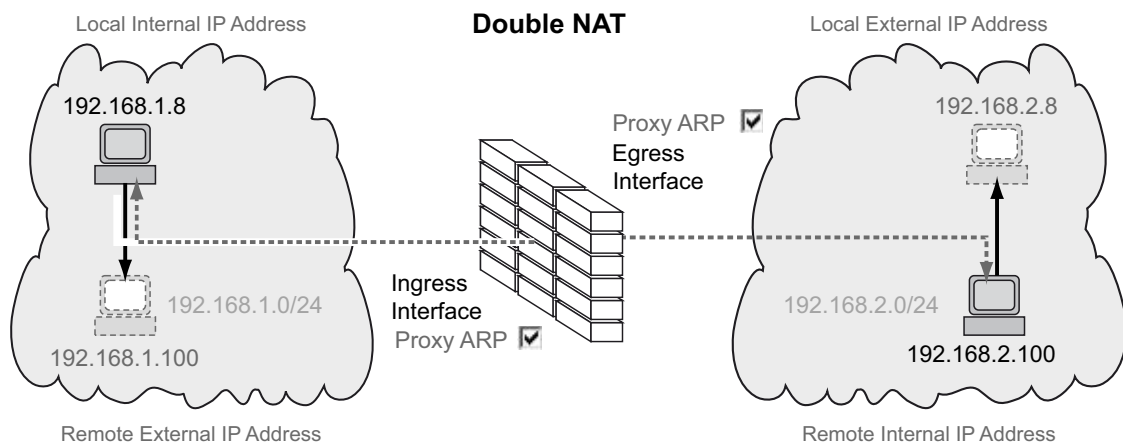 Double NAT
Local Internal IP Address
Local External IP Address
192.168.1.8
192.168.2.8
Proxy ARP
Egress
Interface
Ingress
Interface
Proxy ARP
192.168.1.0/24
192.168.2.0/24
192.168.1.100
192.168.2.100
Remote External IP Address
Remote Internal IP Address